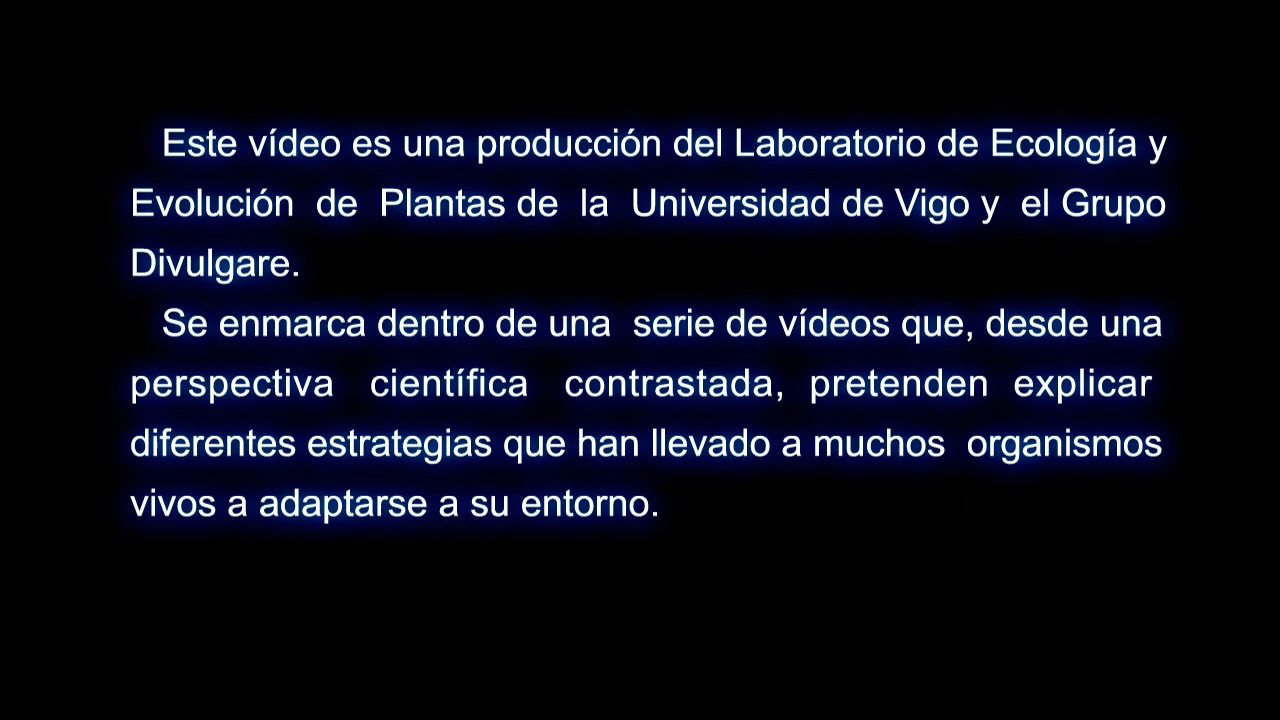 Este vídeo es una producción del Laboratorio de Ecología y
Evolución de Plantas de la Universidad de Vigo y el Grupo
Divulgare.
Se enmarca dentro de una serie de vídeos que, desde una
perspectiva científica contrastada, pretenden explicar
diferentes estrategias que han llevado a muchos organismos
vivos a adaptarse a su entorno.